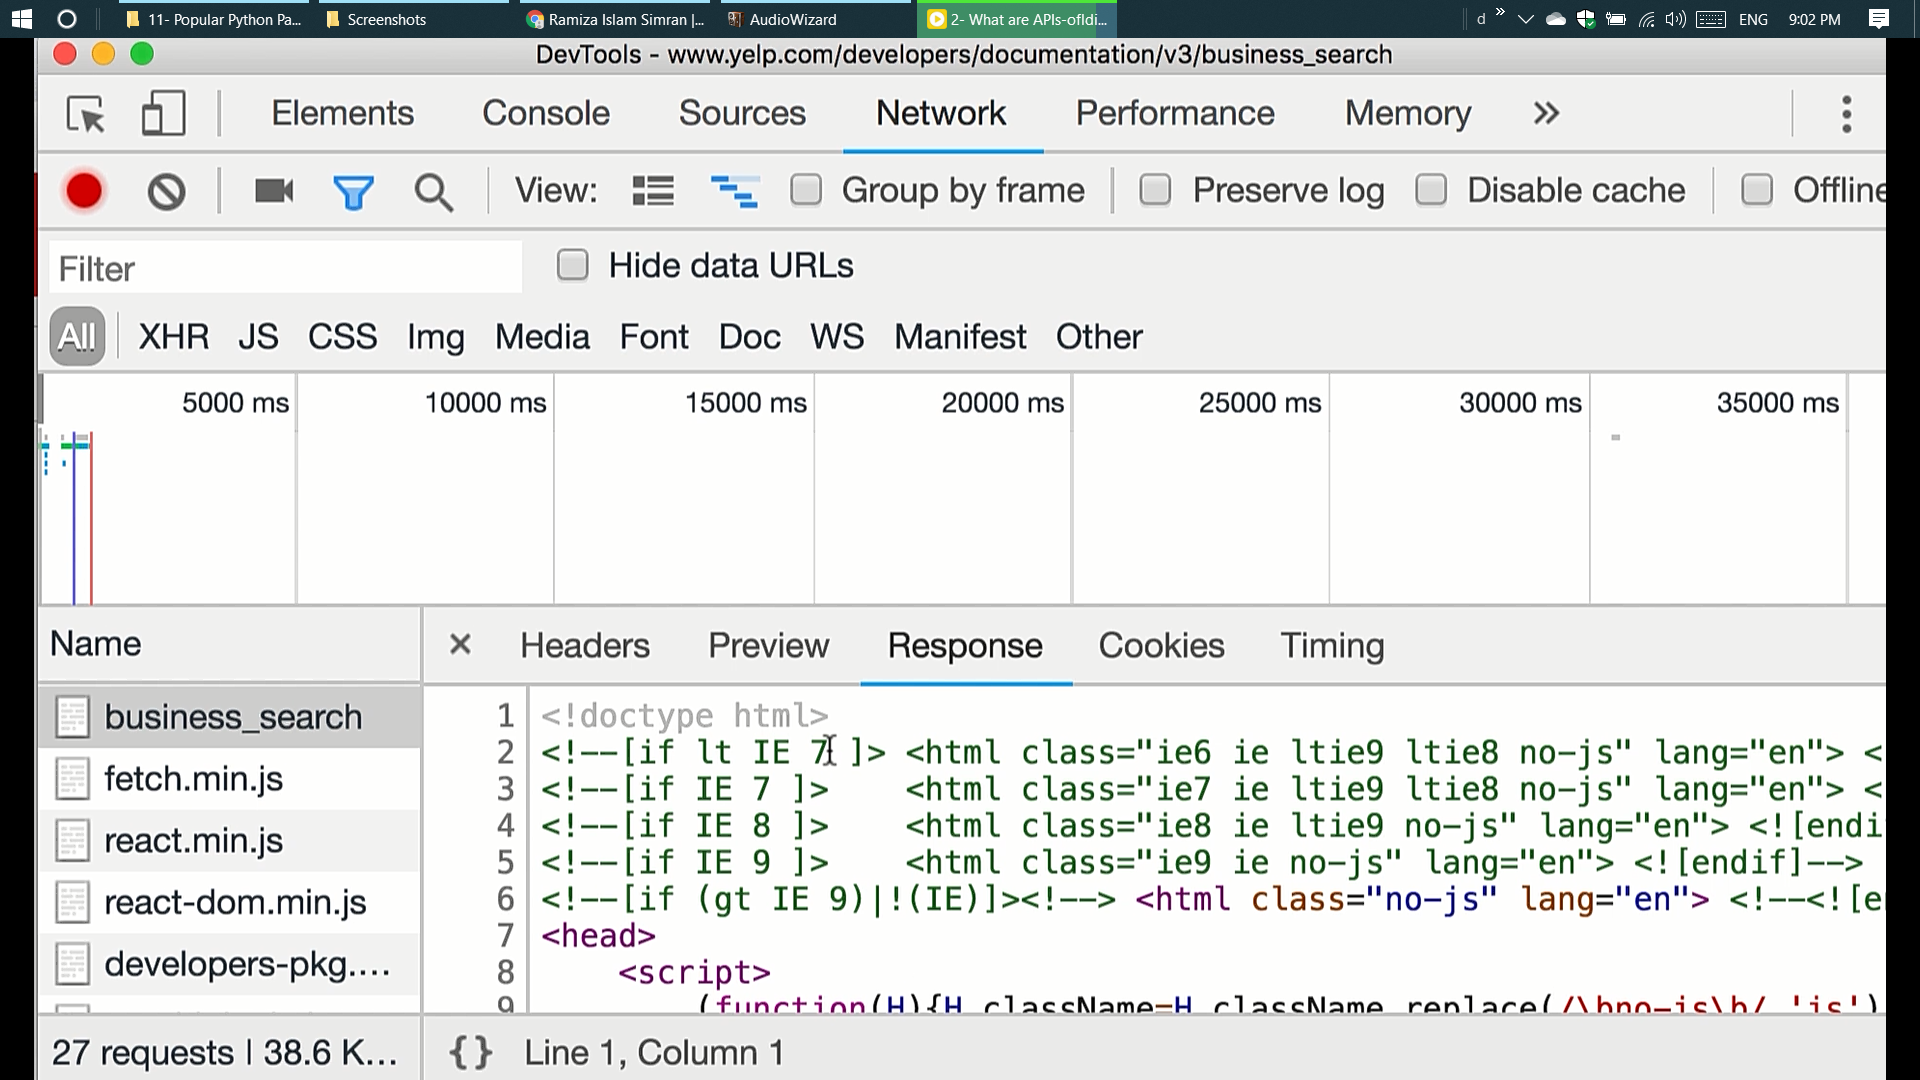 11- Popular Python Pa...
Screenshots
Ramiza Islam Simran |...
AudioWizard
2- What are APIs-ofIdi...
d
ENG
9:02 PM
DevTools - www.yelp.com/developers/documentation/v3/business_search
Elements Console Sources Network Performance Memory »
View: Group by frame Preserve log Disable cache Offline
Filter Hide data URLs
All XHR JS CSS Img Media Font Doc WS Manifest Other
5000 ms 10000 ms 15000 ms 20000 ms 25000 ms 30000 ms 35000 ms
Name × Headers Preview Response Cookies Timing
business_search
fetch.min.js
react.min.js
react-dom.min.js
developers-pkg....
1 <!doctype html>
2 <!--[if lt IE 7 ]> <html class="ie6 ie ltie9 ltie8 no-js" lang="en"> <
3 <!--[if IE 7 ]> <html class="ie7 ie ltie9 ltie8 no-js" lang="en"> <
4 <!--[if IE 8 ]> <html class="ie8 ie ltie9 no-js" lang="en"> <![endi
5 <!--[if IE 9 ]> <html class="ie9 ie no-js" lang="en"> <![endif]-->
6 <!--[if (gt IE 9)|!(IE)]><!--> <html class="no-js" lang="en"> <!--<![e
7 <head>
8 <script>
9 (function(H){H.className=H.className.replace(/\bno-js\b/,'js')
27 requests | 38.6 K...
{} Line 1, Column 1